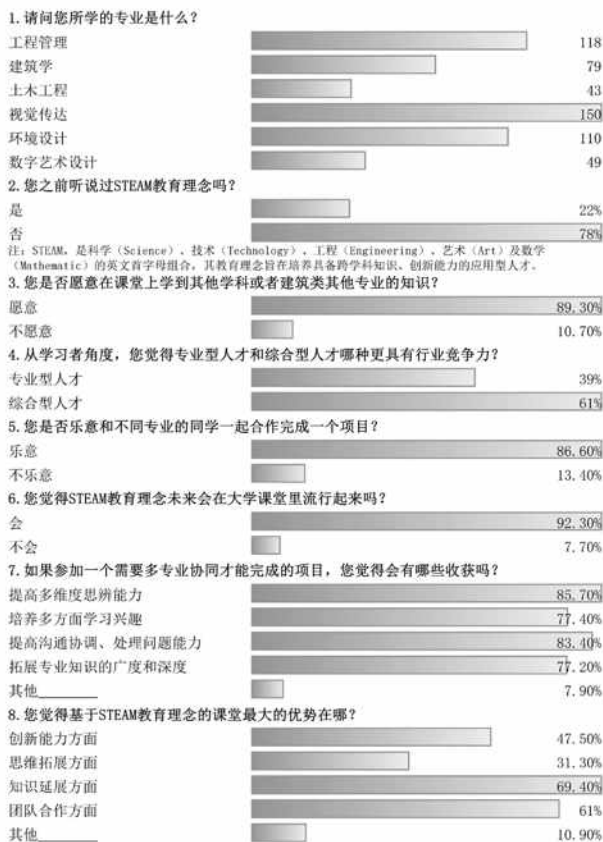 1.请问您所学的专业是什么？
工程管理 118
建筑学 79
土木工程 43
视觉传达 150
环境设计 110
数字艺术设计 49
2.您之前听说过STEAM教育理念吗？
是 22%
否 78%
注：STEAM，是科学（Science）、技术（Technology）、工程（Engineering）、艺术（Art）及数学
（Mathematic）的英文首字母组合，其教育理念旨在培养具备跨学科知识、创新能力的应用型人才。
3.您是否愿意在课堂上学到其他学科或者建筑类其他专业的知识？
愿意 89.30%
不愿意 10.70%
4.从学习者角度，您觉得专业型人才和综合型人才哪种更具有行业竞争力？
专业型人才 39%
综合型人才 61%
5.您是否乐意和不同专业的同学一起合作完成一个项目？
乐意 86.60%
不乐意 13.40%
6.您觉得STEAM教育理念未来会在大学课堂里流行起来吗？
会 92.30%
不会 7.70%
7.如果参加一个需要多专业协同才能完成的项目，您觉得会有哪些收获吗？
提高多维度思辨能力 85.70%
培养多方面学习兴趣 77.40%
提高沟通协调、处理问题能力 83.40%
拓展专业知识的广度和深度 77.20%
其他______ 7.90%
8.您觉得基于STEAM教育理念的课堂最大的优势在哪？
创新能力方面 47.50%
思维拓展方面 31.30%
知识延展方面 69.40%
团队合作方面 61%
其他______ 10.90%